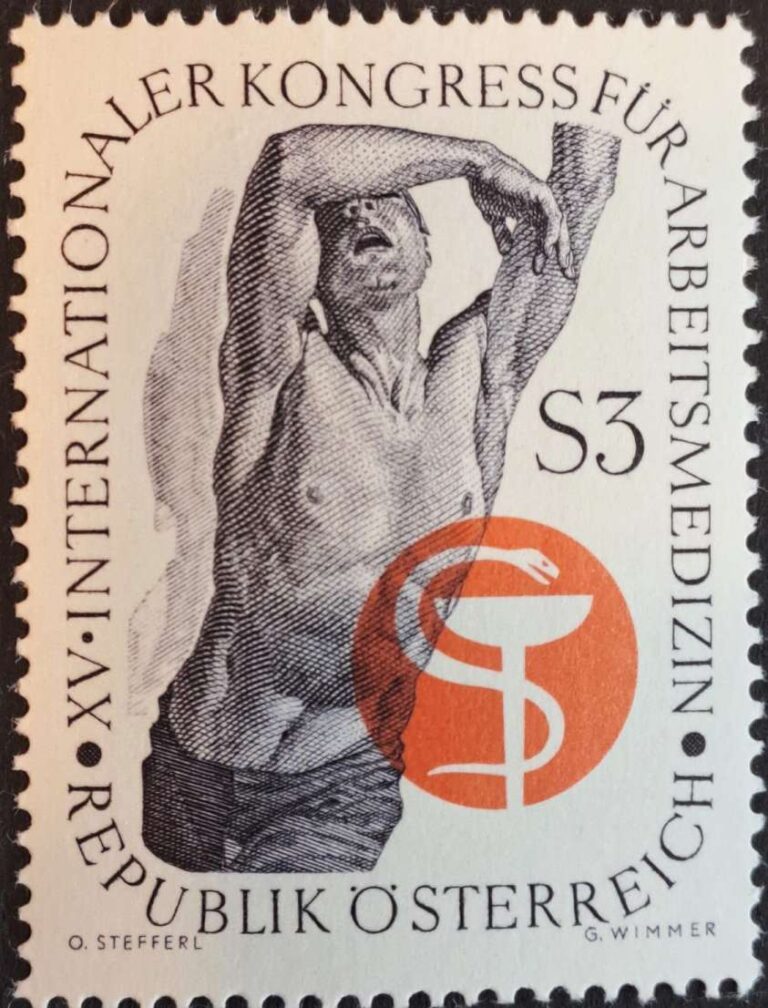 XV·INTERNATIONALER KONGRESS FÜR ARBEITSMEDIZIN
S3
REPUBLIK ÖSTERREICH
O. STEFFERL
G. WIMMER